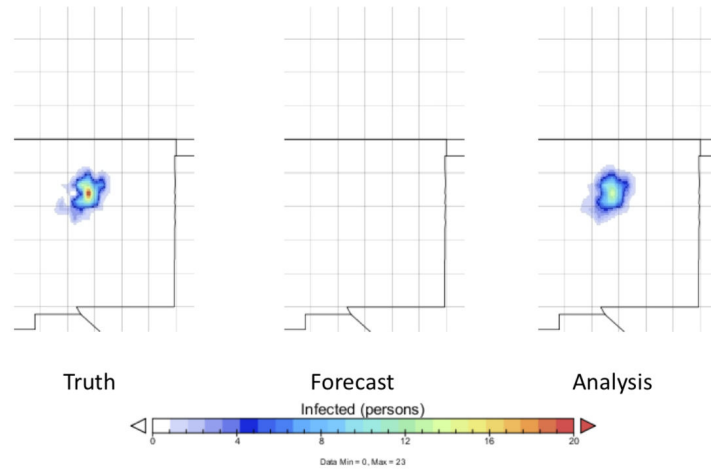 Truth Forecast Analysis
Infected (persons)
0 4 8 12 16 20
Data Min = 0, Max = 23